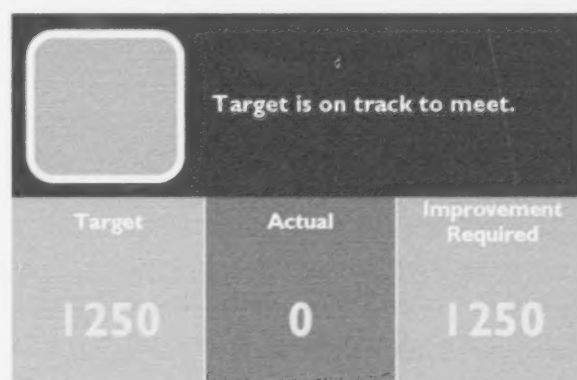 Target is on track to meet.
Target
Actual
Improvement
Required
1250
0
1250